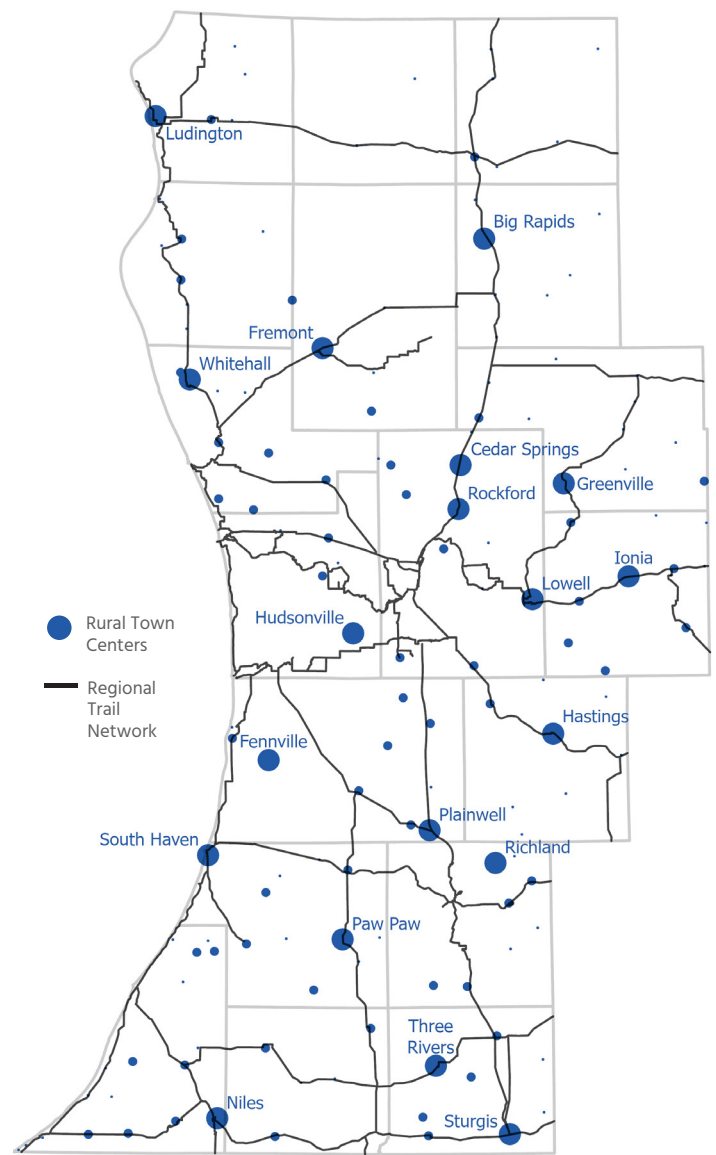 Ludington
Big Rapids
Fremont
Whitehall
Cedar Springs
Rockford
Greenville
Ionia
Lowell
Hudsonville
Rural Town
Centers
Regional
Trail
Network
Hastings
Fennville
Plainwell
South Haven
Richland
Paw Paw
Three
Rivers
Niles
Sturgis